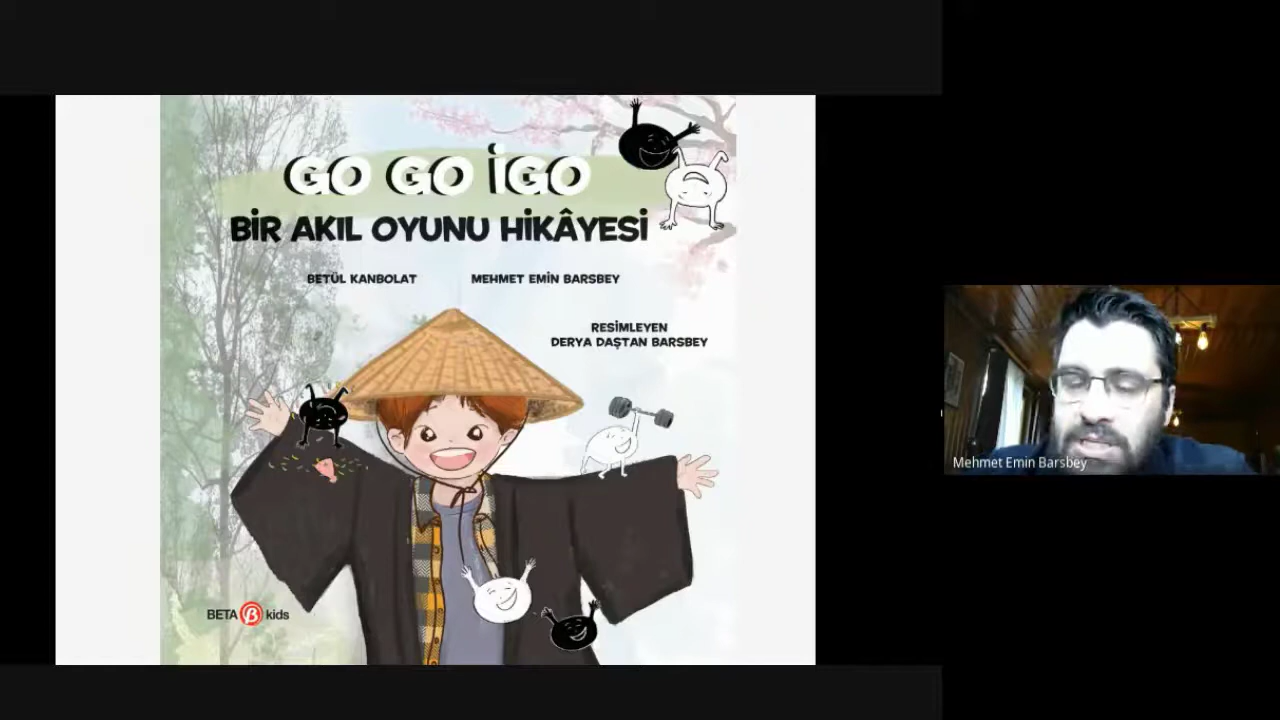 GO GO İGO
BİR AKIL OYUNU HİKÂYESİ
BETÜL KANBOLAT
MEHMET EMİN BARSBEY
RESİMLEYEN
DERYA DAŞTAN BARSBEY
BETA β kids
Mehmet Emin Barsbey